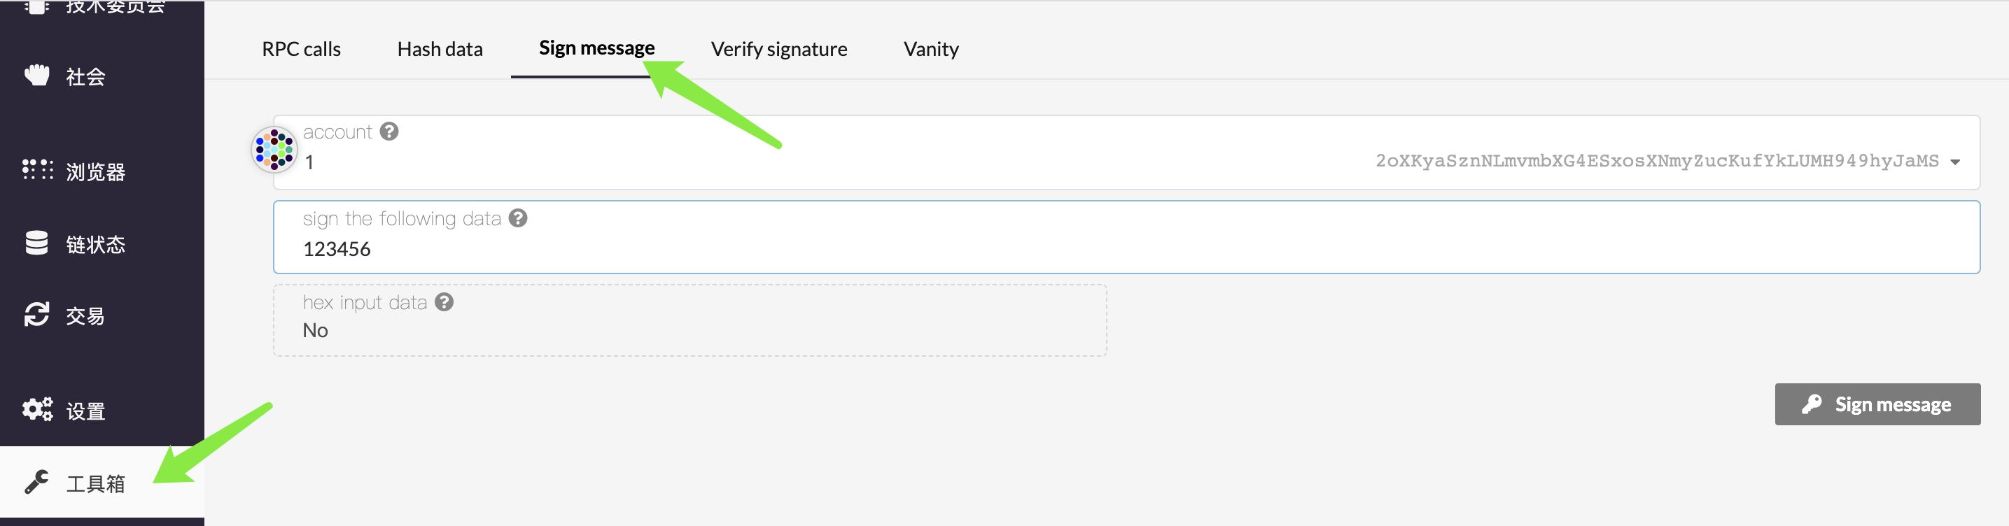 技术委员会
社会
浏览器
链状态
交易
设置
工具箱
RPC calls Hash data Sign message Verify signature Vanity
account
1 2oXKyaSznNLmvmbXG4ESxosXNmyZucKufYkLUMH949hyJaMS
sign the following data
123456
hex input data
No
Sign message